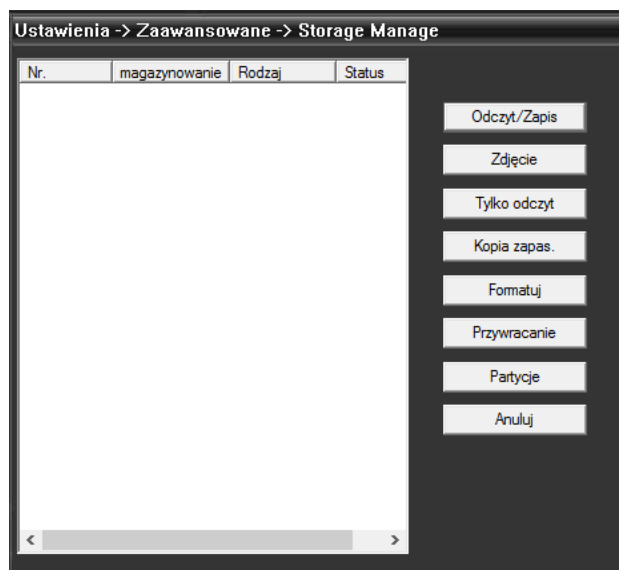 Ustawienia -> Zaawansowane -> Storage Manage
Nr. magazynowanie Rodzaj Status
Odczyt/Zapis
Zdjęcie
Tylko odczyt
Kopia zapas.
Formatuj
Przywracanie
Partycje
Anuluj